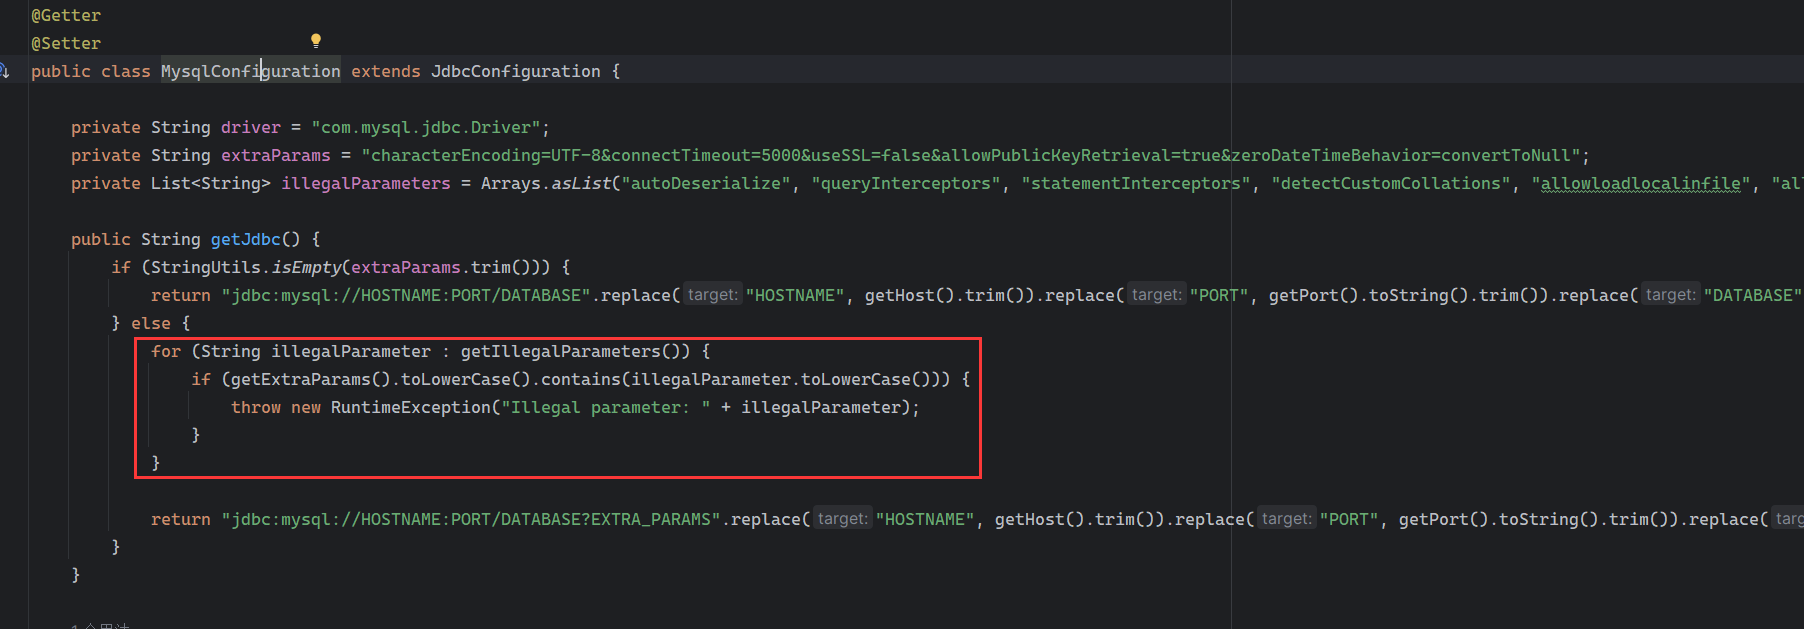 @Getter
@Setter
public class MysqlConfiguration extends JdbcConfiguration {
private String driver = "com.mysql.jdbc.Driver";
private String extraParams = "characterEncoding=UTF-8&connectTimeout=5000&useSSL=false&allowPublicKeyRetrieval=true&zeroDateTimeBehavior=convertToNull";
private List<String> illegalParameters = Arrays.asList("autoDeserialize", "queryInterceptors", "statementInterceptors", "detectCustomCollations", "allowloadlocalinfile", "al
public String getJdbc() {
if (StringUtils.isEmpty(extraParams.trim())) {
return "jdbc:mysql://HOSTNAME:PORT/DATABASE".replace( target: "HOSTNAME", getHost().trim()).replace( target: "PORT", getPort().toString().trim()).replace( target: "DATABASE"
} else {
for (String illegalParameter : getIllegalParameters()) {
if (getExtraParams().toLowerCase().contains(illegalParameter.toLowerCase())) {
throw new RuntimeException("Illegal parameter: " + illegalParameter);
}
}
return "jdbc:mysql://HOSTNAME:PORT/DATABASE?EXTRA_PARAMS".replace( target: "HOSTNAME", getHost().trim()).replace( target: "PORT", getPort().toString().trim()).replace( targ
}
}